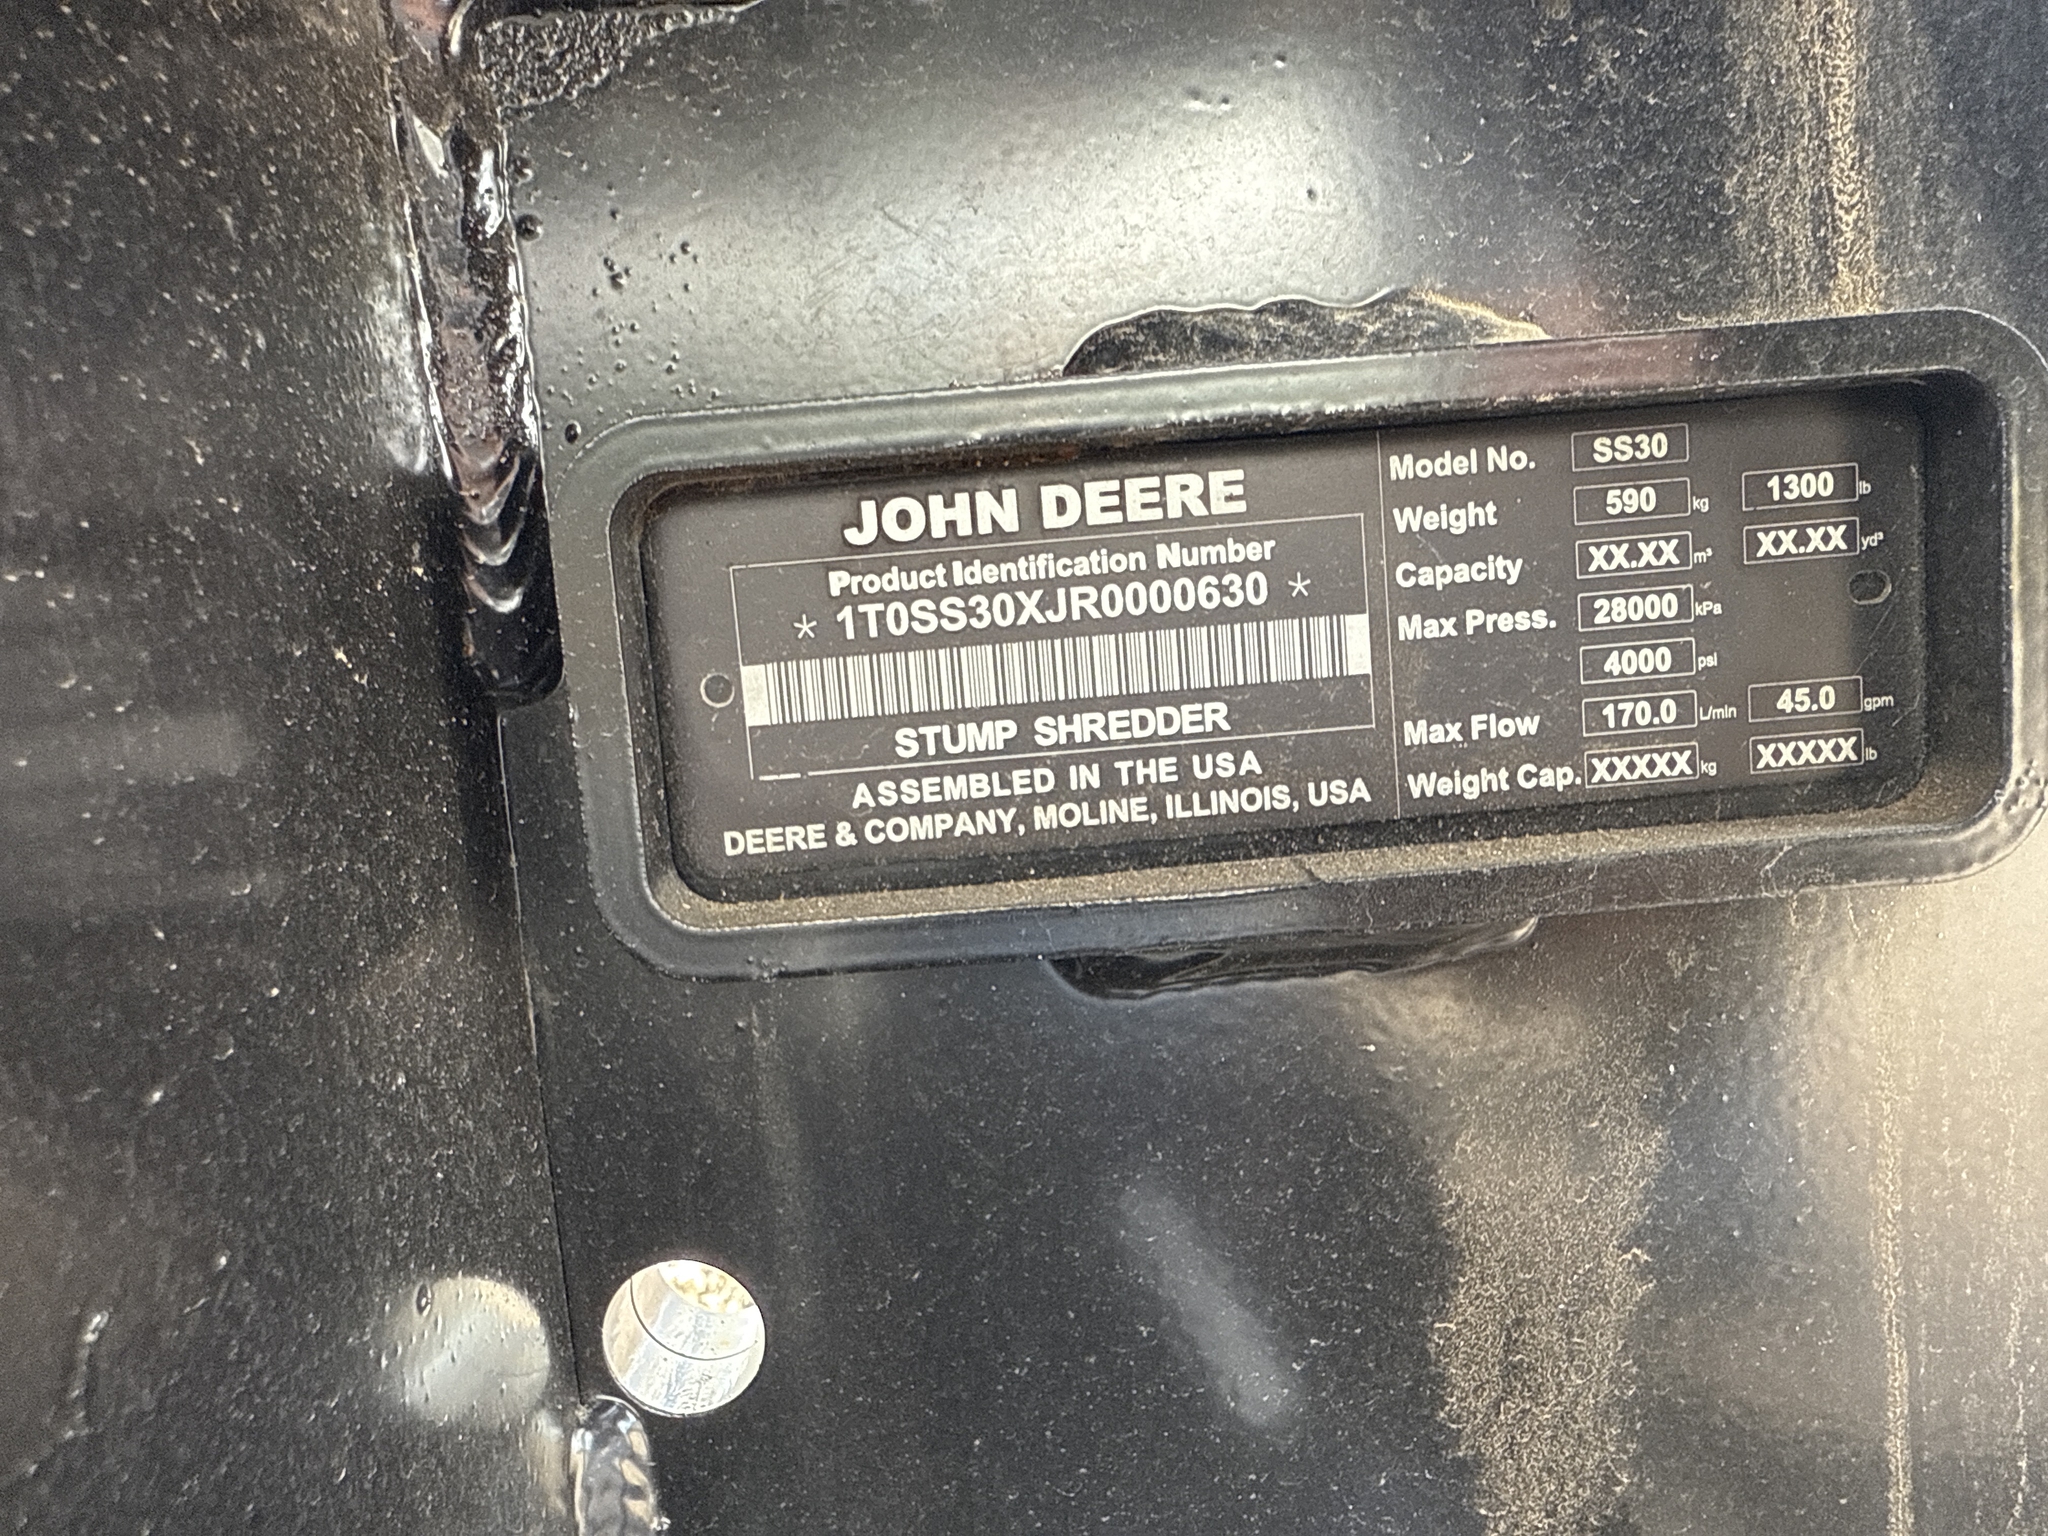 JOHN DEERE
Product Identification Number
* 1T0SS30XJR0000630 *
STUMP SHREDDER
ASSEMBLED IN THE USA
DEERE & COMPANY, MOLINE, ILLINOIS, USA
Model No. SS30
Weight 590 kg 1300 lb
Capacity XX.XX m³ XX.XX yd³
Max Press. 28000 kPa
4000 psi
Max Flow 170.0 L/min 45.0 gpm
Weight Cap. XXXXX kg XXXXX lb